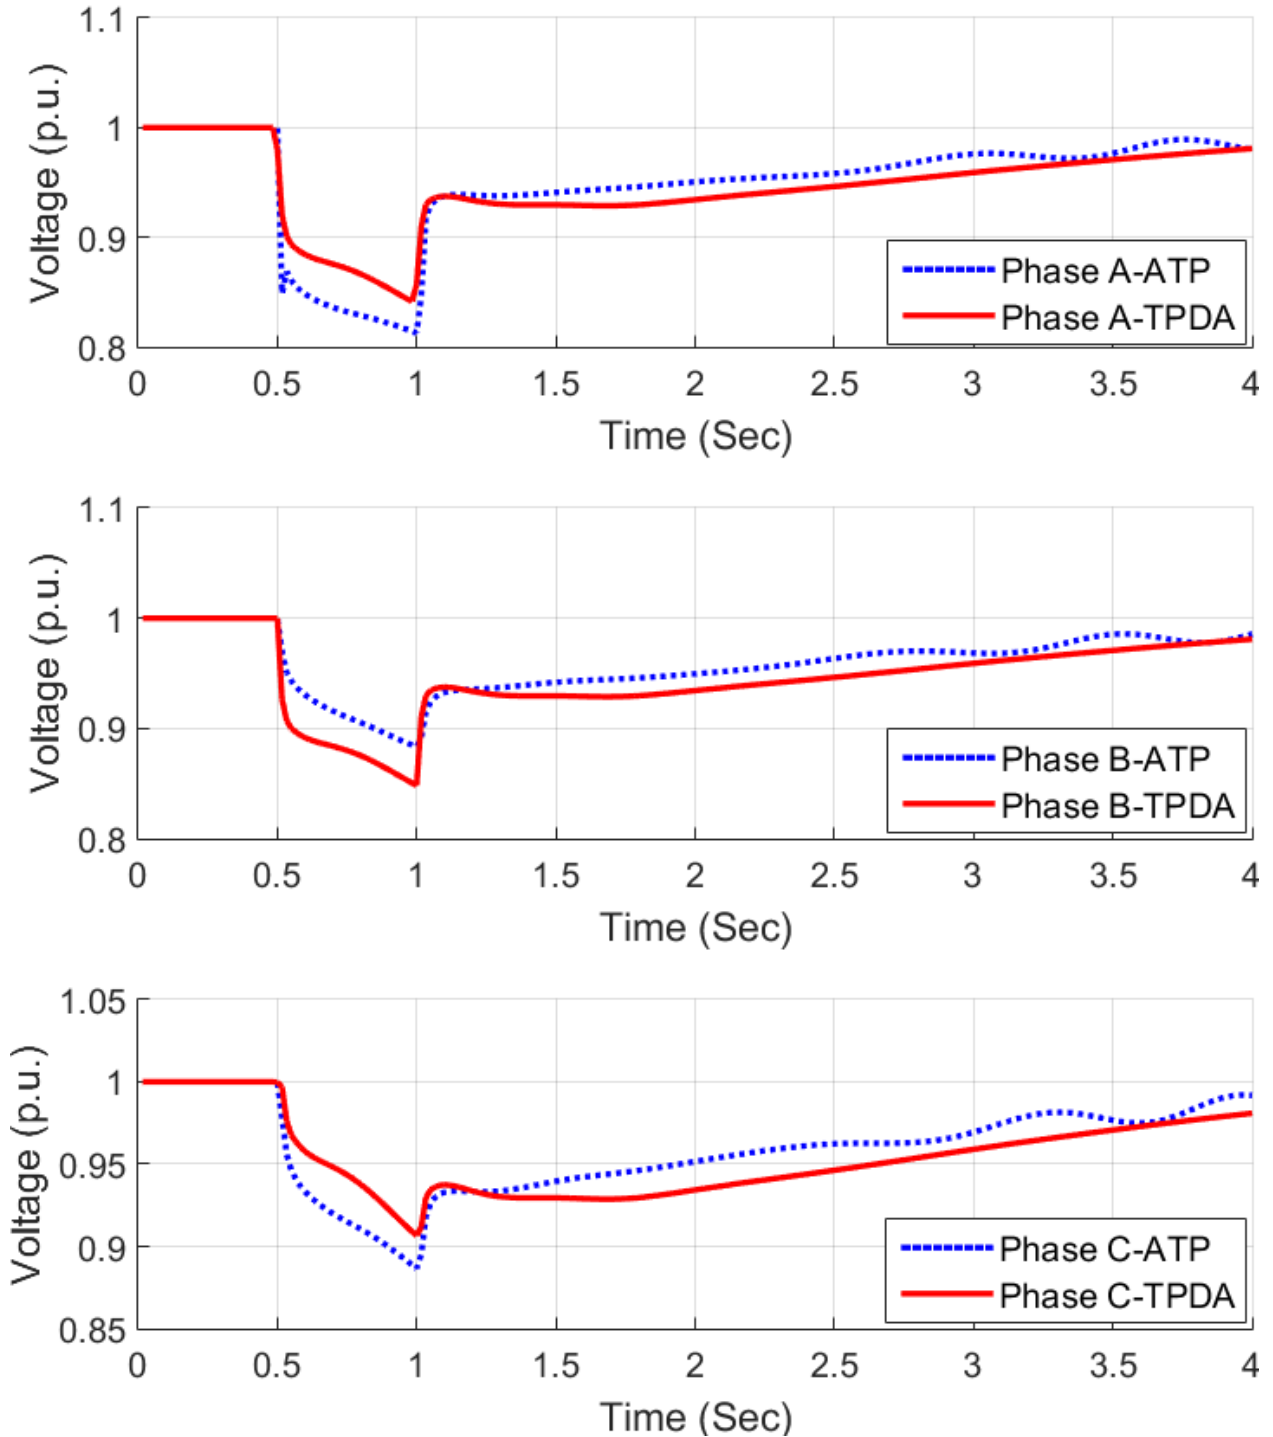 1.1
1
0.9
0.8
Voltage (p.u.)
Phase A-ATP
Phase A-TPDA
0 0.5 1 1.5 2 2.5 3 3.5 4
Time (Sec)
1.1
1
0.9
0.8
Voltage (p.u.)
Phase B-ATP
Phase B-TPDA
0 0.5 1 1.5 2 2.5 3 3.5 4
Time (Sec)
1.05
1
0.95
0.9
0.85
Voltage (p.u.)
Phase C-ATP
Phase C-TPDA
0 0.5 1 1.5 2 2.5 3 3.5 4
Time (Sec)